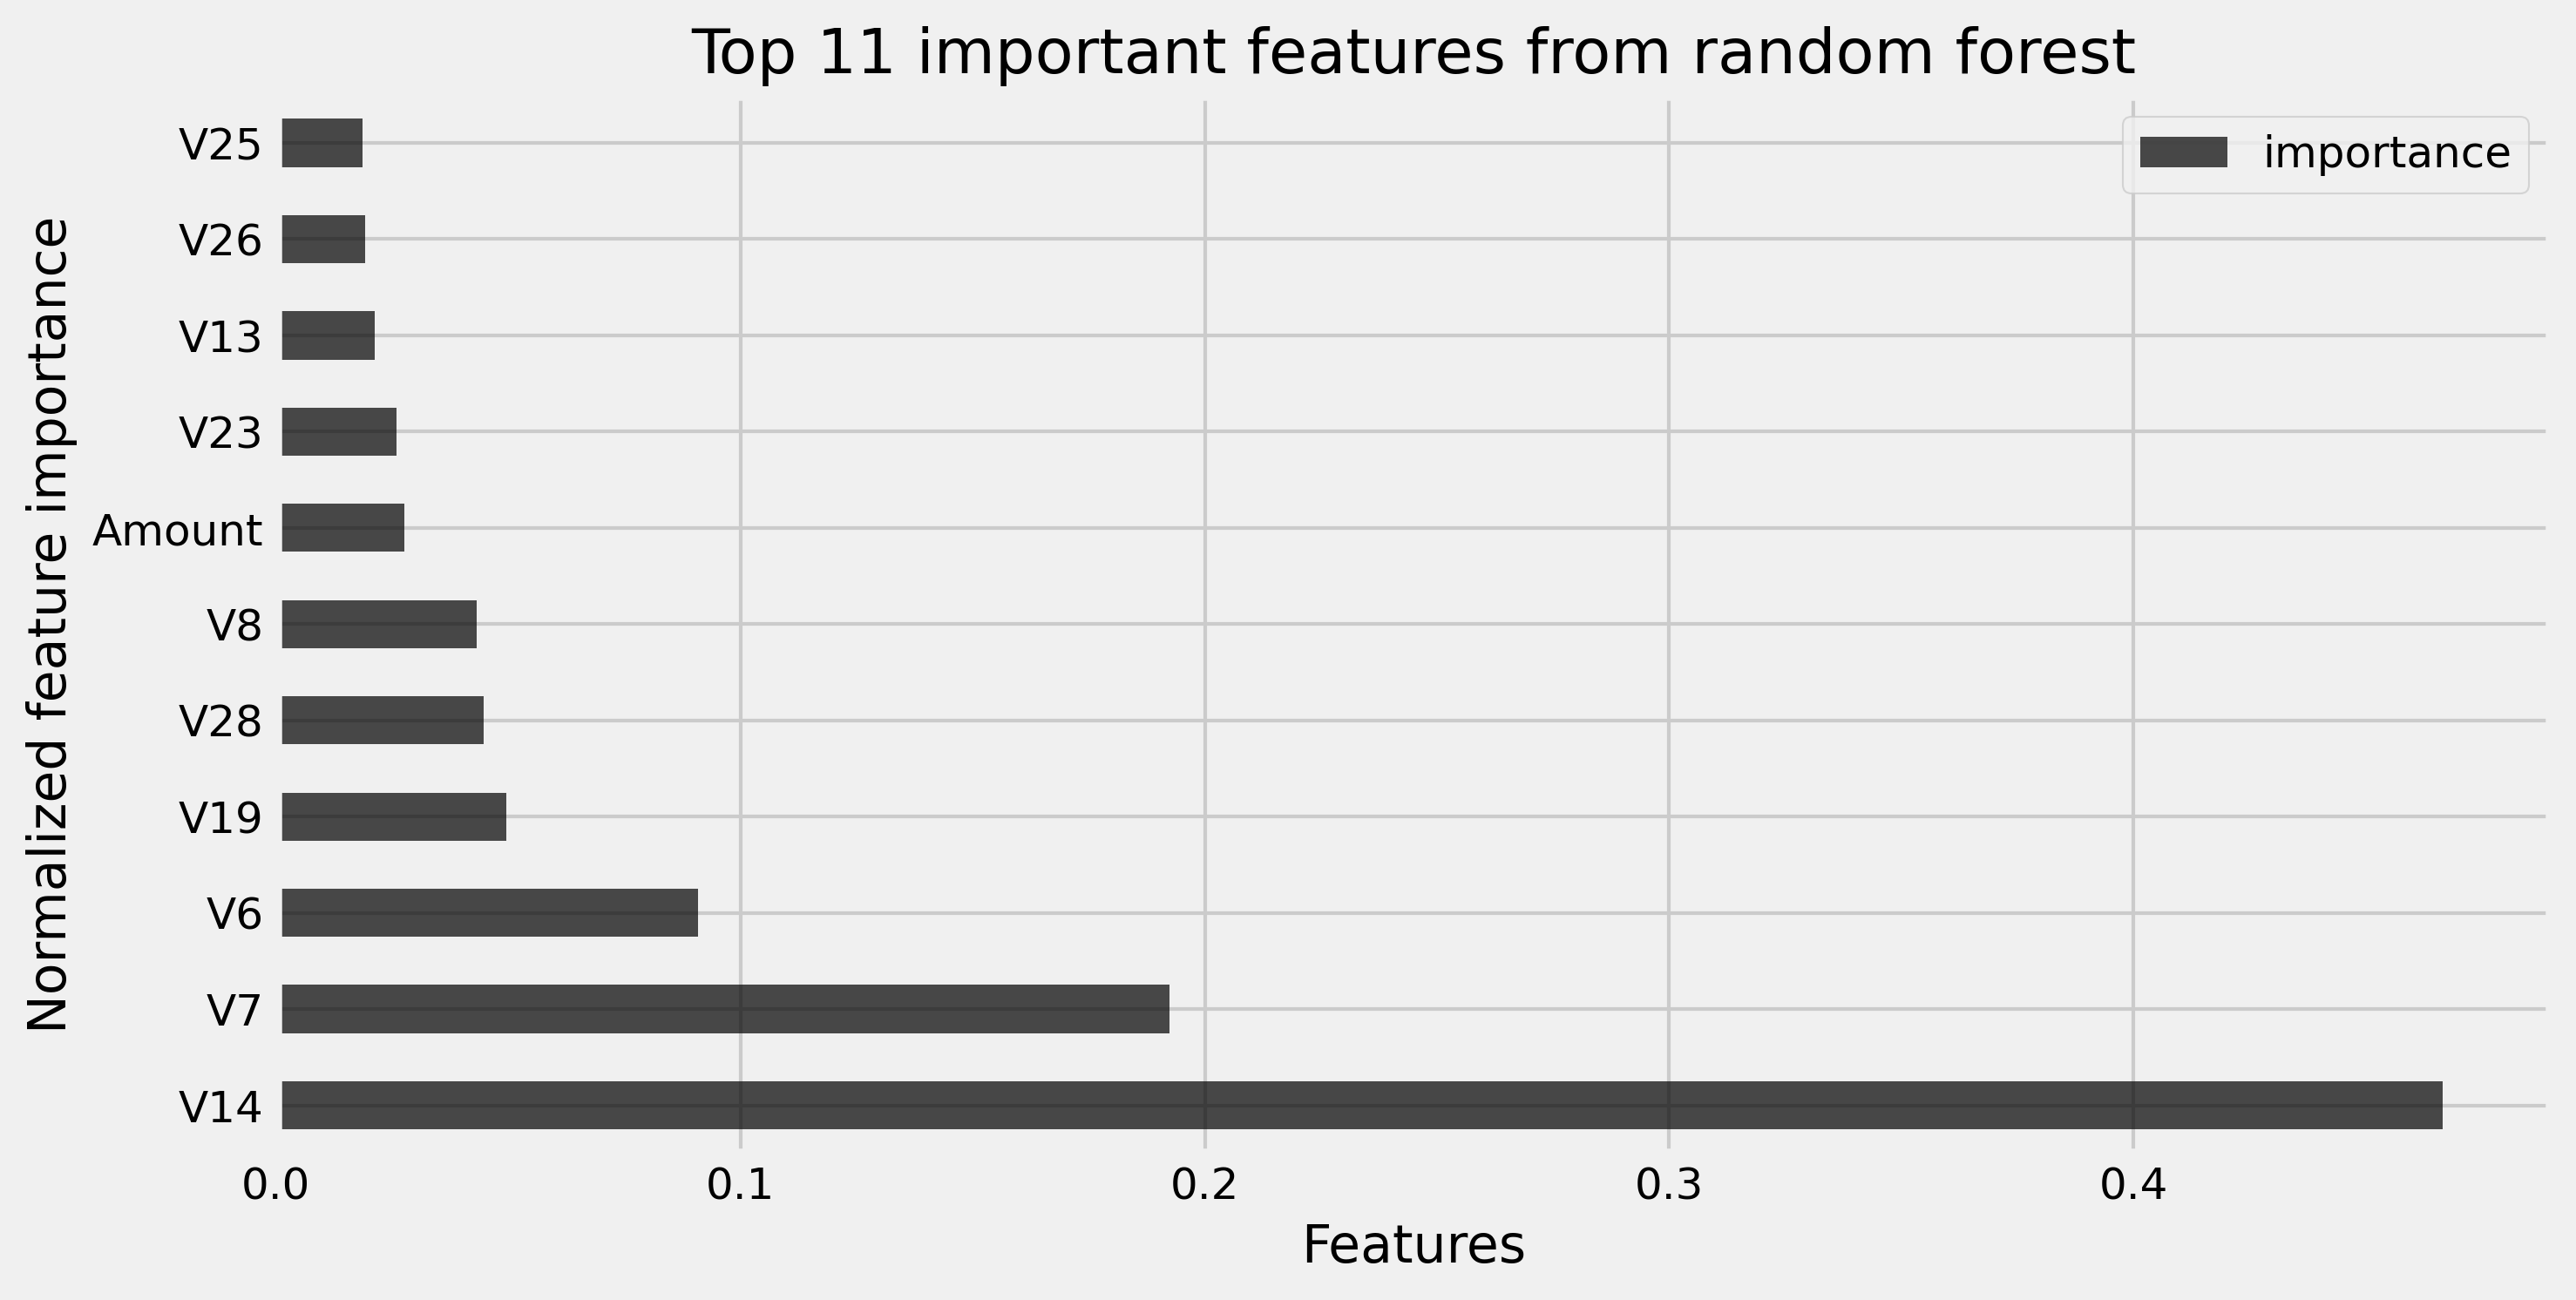 Top 11 important features from random forest
importance
Normalized feature importance
V25
V26
V13
V23
Amount
V8
V28
V19
V6
V7
V14
0.0 0.1 0.2 0.3 0.4
Features